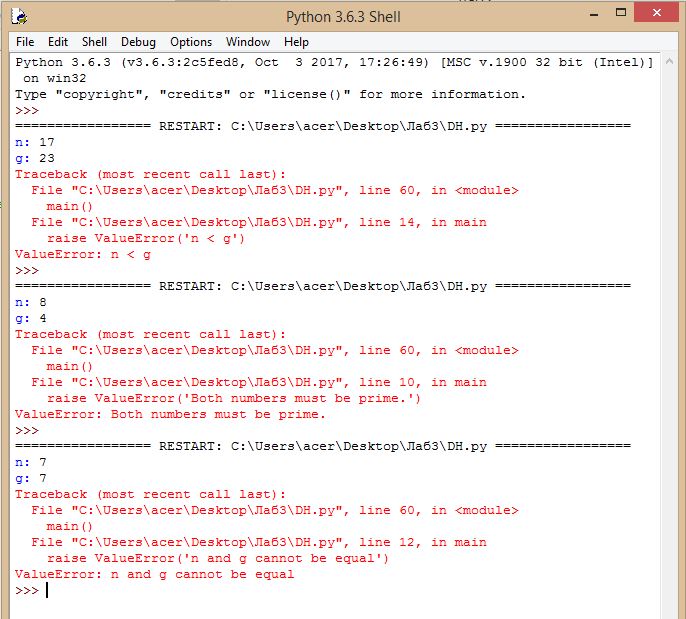 Python 3.6.3 Shell
File Edit Shell Debug Options Window Help
Python 3.6.3 (v3.6.3:2c5fed8, Oct  3 2017, 17:26:49) [MSC v.1900 32 bit (Intel)]
 on win32
Type "copyright", "credits" or "license()" for more information.
>>>
================= RESTART: C:\Users\acer\Desktop\Лаб3\DH.py =================
n: 17
g: 23
Traceback (most recent call last):
  File "C:\Users\acer\Desktop\Лаб3\DH.py", line 60, in <module>
    main()
  File "C:\Users\acer\Desktop\Лаб3\DH.py", line 14, in main
    raise ValueError('n < g')
ValueError: n < g
>>>
================= RESTART: C:\Users\acer\Desktop\Лаб3\DH.py =================
n: 8
g: 4
Traceback (most recent call last):
  File "C:\Users\acer\Desktop\Лаб3\DH.py", line 60, in <module>
    main()
  File "C:\Users\acer\Desktop\Лаб3\DH.py", line 10, in main
    raise ValueError('Both numbers must be prime.')
ValueError: Both numbers must be prime.
>>>
================= RESTART: C:\Users\acer\Desktop\Лаб3\DH.py =================
n: 7
g: 7
Traceback (most recent call last):
  File "C:\Users\acer\Desktop\Лаб3\DH.py", line 60, in <module>
    main()
  File "C:\Users\acer\Desktop\Лаб3\DH.py", line 12, in main
    raise ValueError('n and g cannot be equal')
ValueError: n and g cannot be equal
>>>